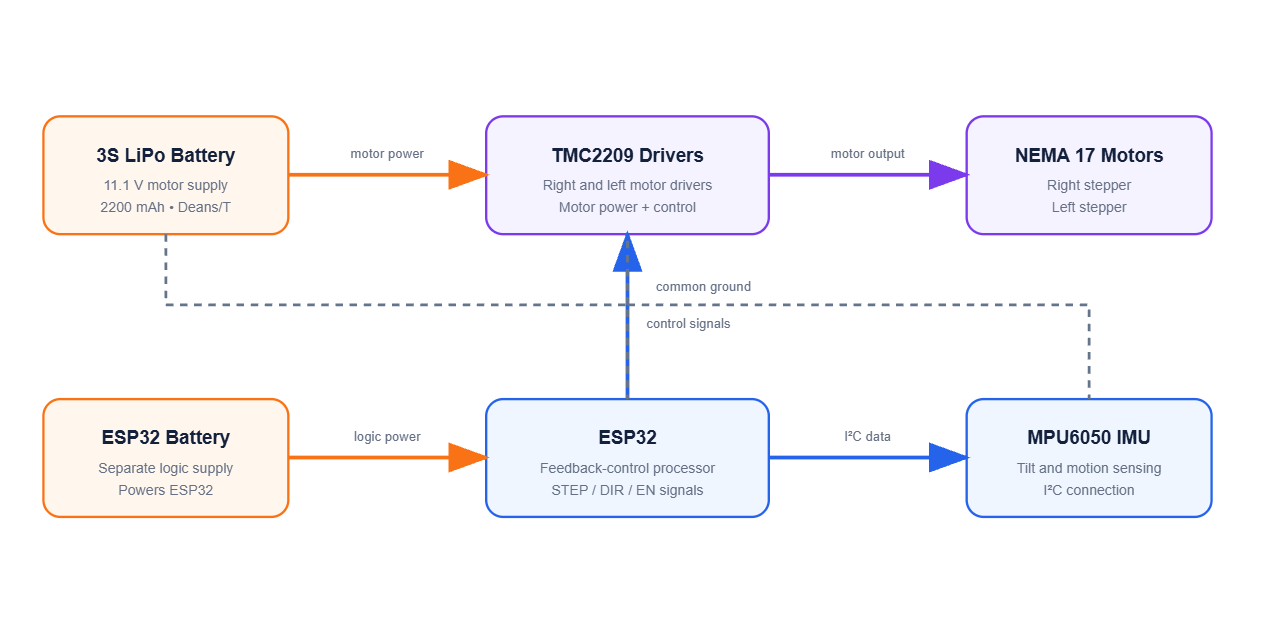 3S LiPo Battery
11.1 V motor supply
2200 mAh • Deans/T
motor power
TMC2209 Drivers
Right and left motor drivers
Motor power + control
motor output
NEMA 17 Motors
Right stepper
Left stepper
common ground
control signals
ESP32 Battery
Separate logic supply
Powers ESP32
logic power
ESP32
Feedback-control processor
STEP / DIR / EN signals
I²C data
MPU6050 IMU
Tilt and motion sensing
I²C connection